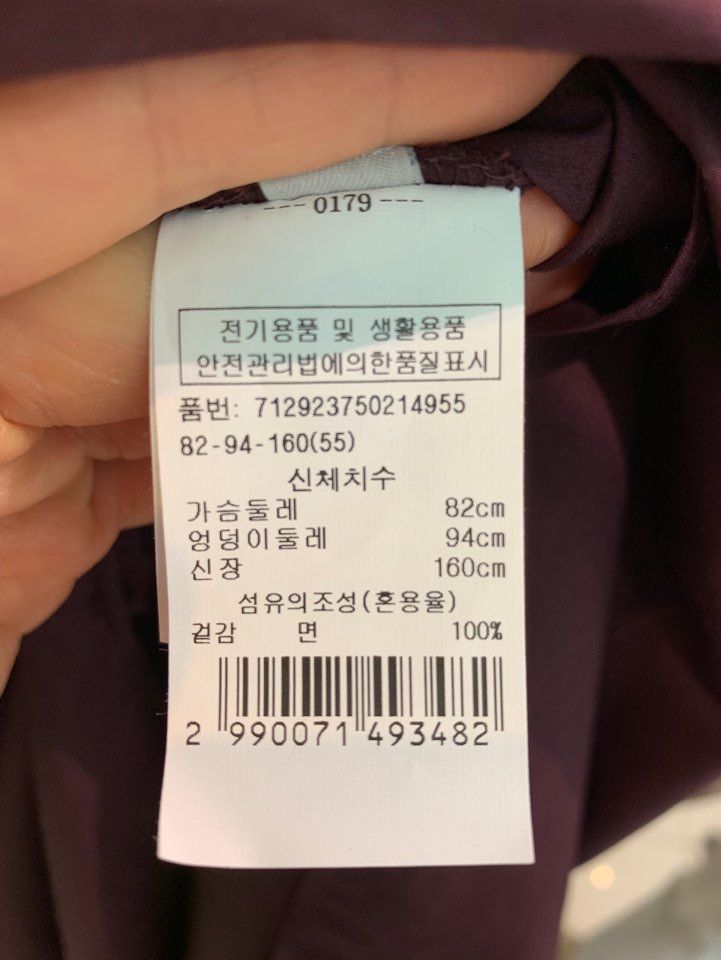 --- 0179 ---
전기용품 및 생활용품
안전관리법에의한품질표시
품번: 712923750214955
82-94-160(55)
신체치수
가슴둘레 82cm
엉덩이둘레 94cm
신장 160cm
섬유의조성(혼용율)
겉감 면 100%
2 990071 493482